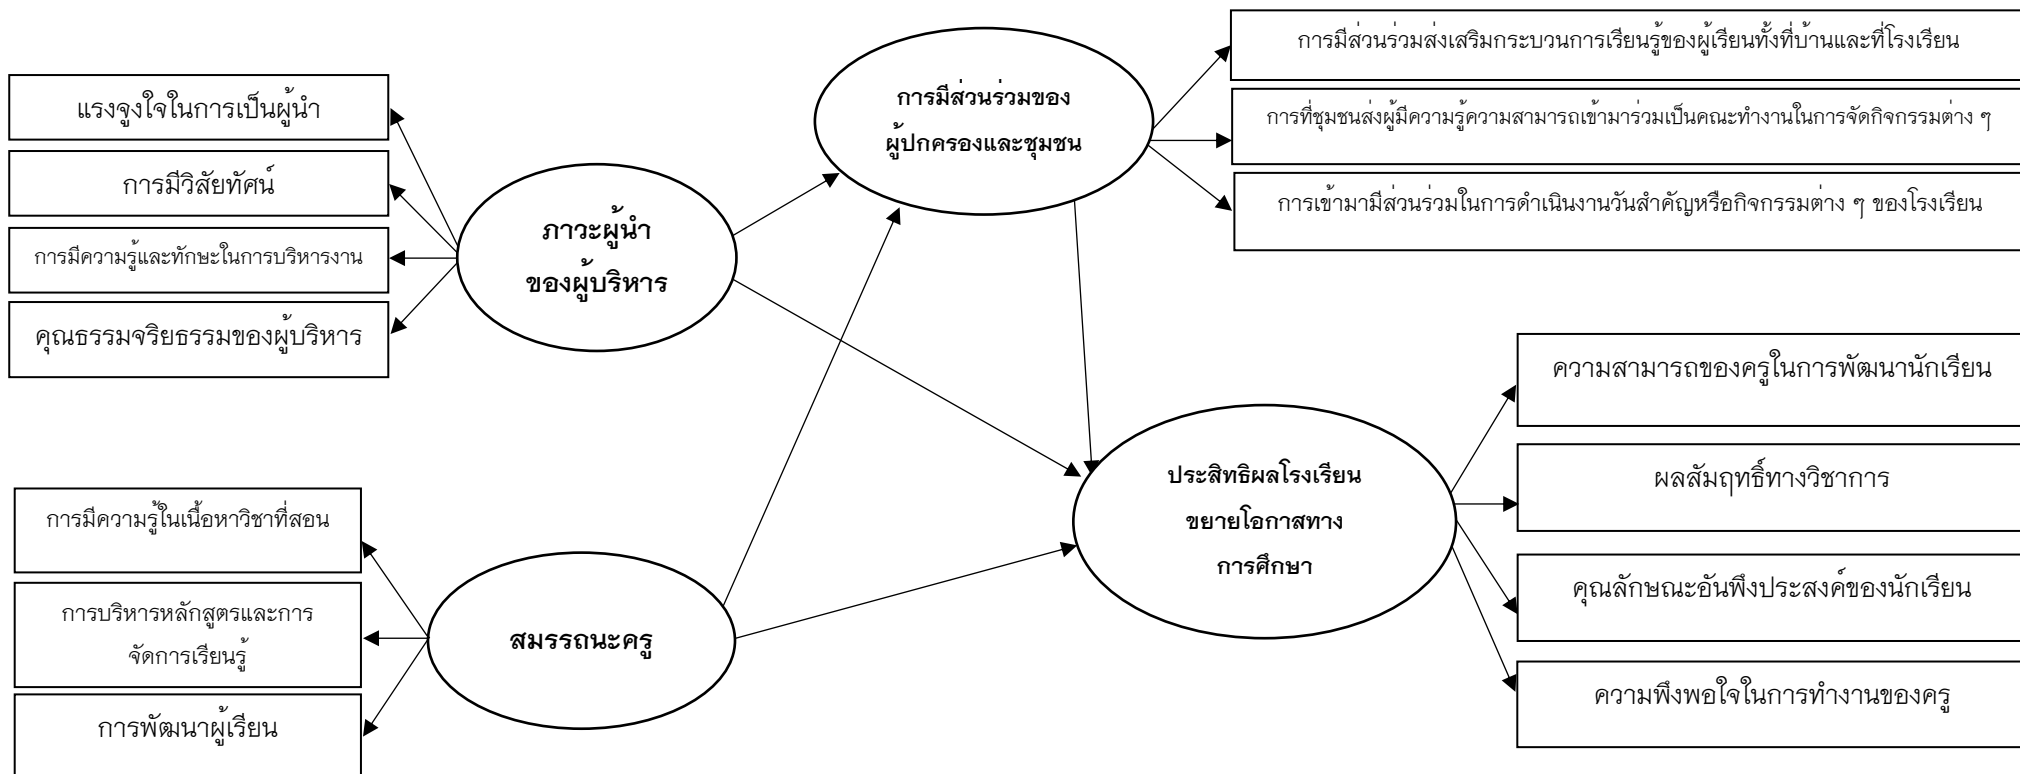 แรงจูงใจในการเป็นผู้นำ
การมีวิสัยทัศน์
การมีความรู้และทักษะในการบริหารงาน
คุณธรรมจริยธรรมของผู้บริหาร
ภาวะผู้นำ
ของผู้บริหาร
การมีส่วนร่วมของ
ผู้ปกครองและชุมชน
การมีส่วนร่วมส่งเสริมกระบวนการเรียนรู้ของผู้เรียนทั้งที่บ้านและที่โรงเรียน
การที่ชุมชนส่งผู้มีความรู้ความสามารถเข้ามาร่วมเป็นคณะทำงานในการจัดกิจกรรมต่าง ๆ
การเข้ามามีส่วนร่วมในการดำเนินงานวันสำคัญหรือกิจกรรมต่าง ๆ ของโรงเรียน
การมีความรู้ในเนื้อหาวิชาที่สอน
การบริหารหลักสูตรและการ
จัดการเรียนรู้
การพัฒนาผู้เรียน
สมรรถนะครู
ประสิทธิผลโรงเรียน
ขยายโอกาสทาง
การศึกษา
ความสามารถของครูในการพัฒนานักเรียน
ผลสัมฤทธิ์ทางวิชาการ
คุณลักษณะอันพึงประสงค์ของนักเรียน
ความพึงพอใจในการทำงานของครู